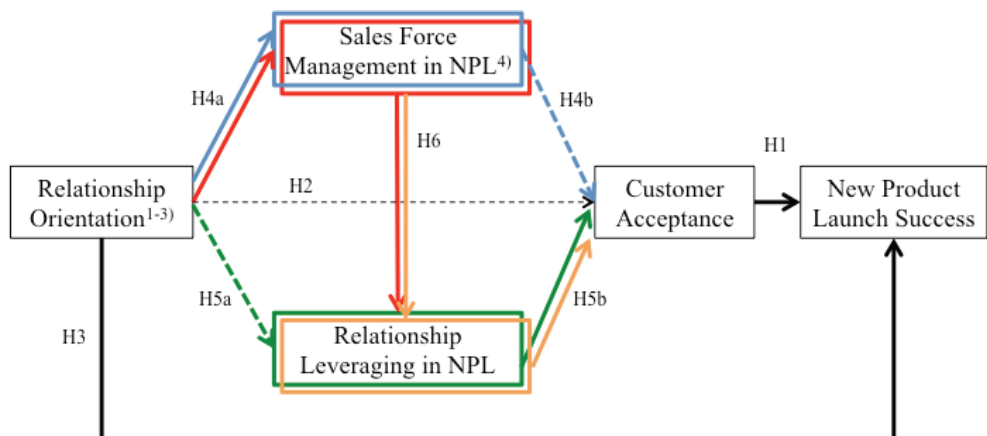 Sales Force
Management in NPL4)
H4a
H4b
H6
H1
H2
Relationship
Orientation1-3)
Customer
Acceptance
New Product
Launch Success
H5a
H5b
H3
Relationship
Leveraging in NPL